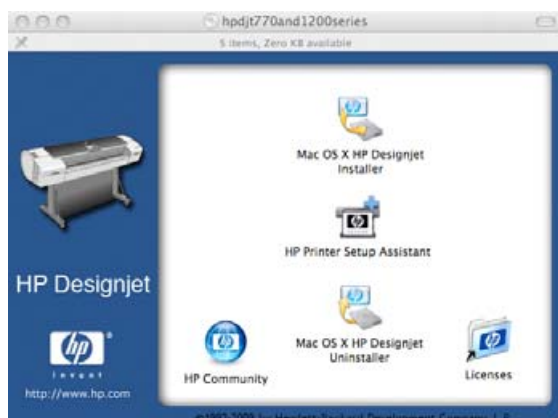 hpdjt770and1200series
5 items, Zero KB available
Mac OS X HP Designjet
Installer
HP Printer Setup Assistant
HP Designjet
hp
invent
http://www.hp.com
HP Community
Mac OS X HP Designjet
Uninstaller
Licenses